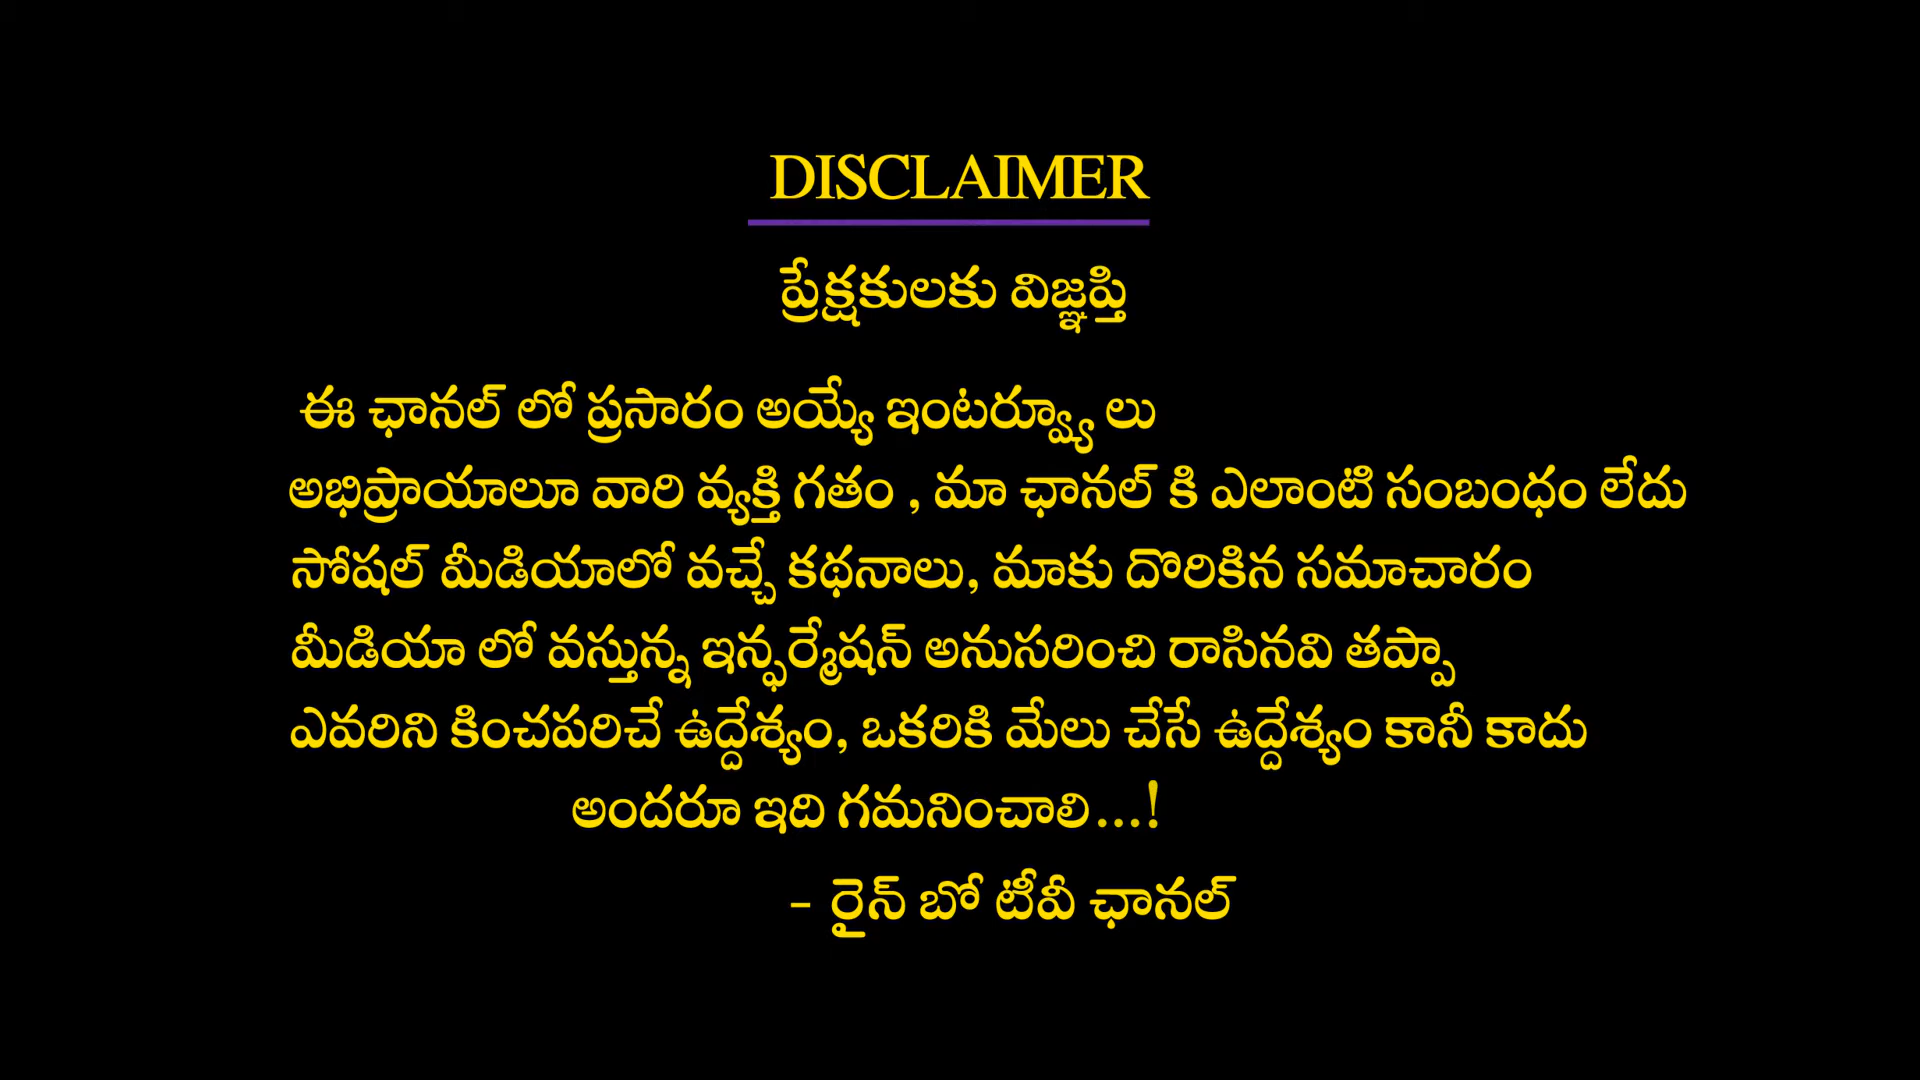 DISCLAIMER
ప్రేక్షకులకు విజ్ఞప్తి
ఈ ఛానల్ లో ప్రసారం అయ్యే ఇంటర్వ్యూ లు
అభిప్రాయాలూ వారి వ్యక్తి గతం , మా ఛానల్ కి ఎలాంటి సంబంధం లేదు
సోషల్ మీడియాలో వచ్చే కథనాలు, మాకు దొరికిన సమాచారం
మీడియా లో వస్తున్న ఇన్ఫర్మేషన్ అనుసరించి రాసినవి తప్పా
ఎవరిని కించపరిచే ఉద్దేశ్యం, ఒకరికి మేలు చేసే ఉద్దేశ్యం కానీ కాదు
అందరూ ఇది గమనించాలి...!
- రైన్ బో టీవీ ఛానల్